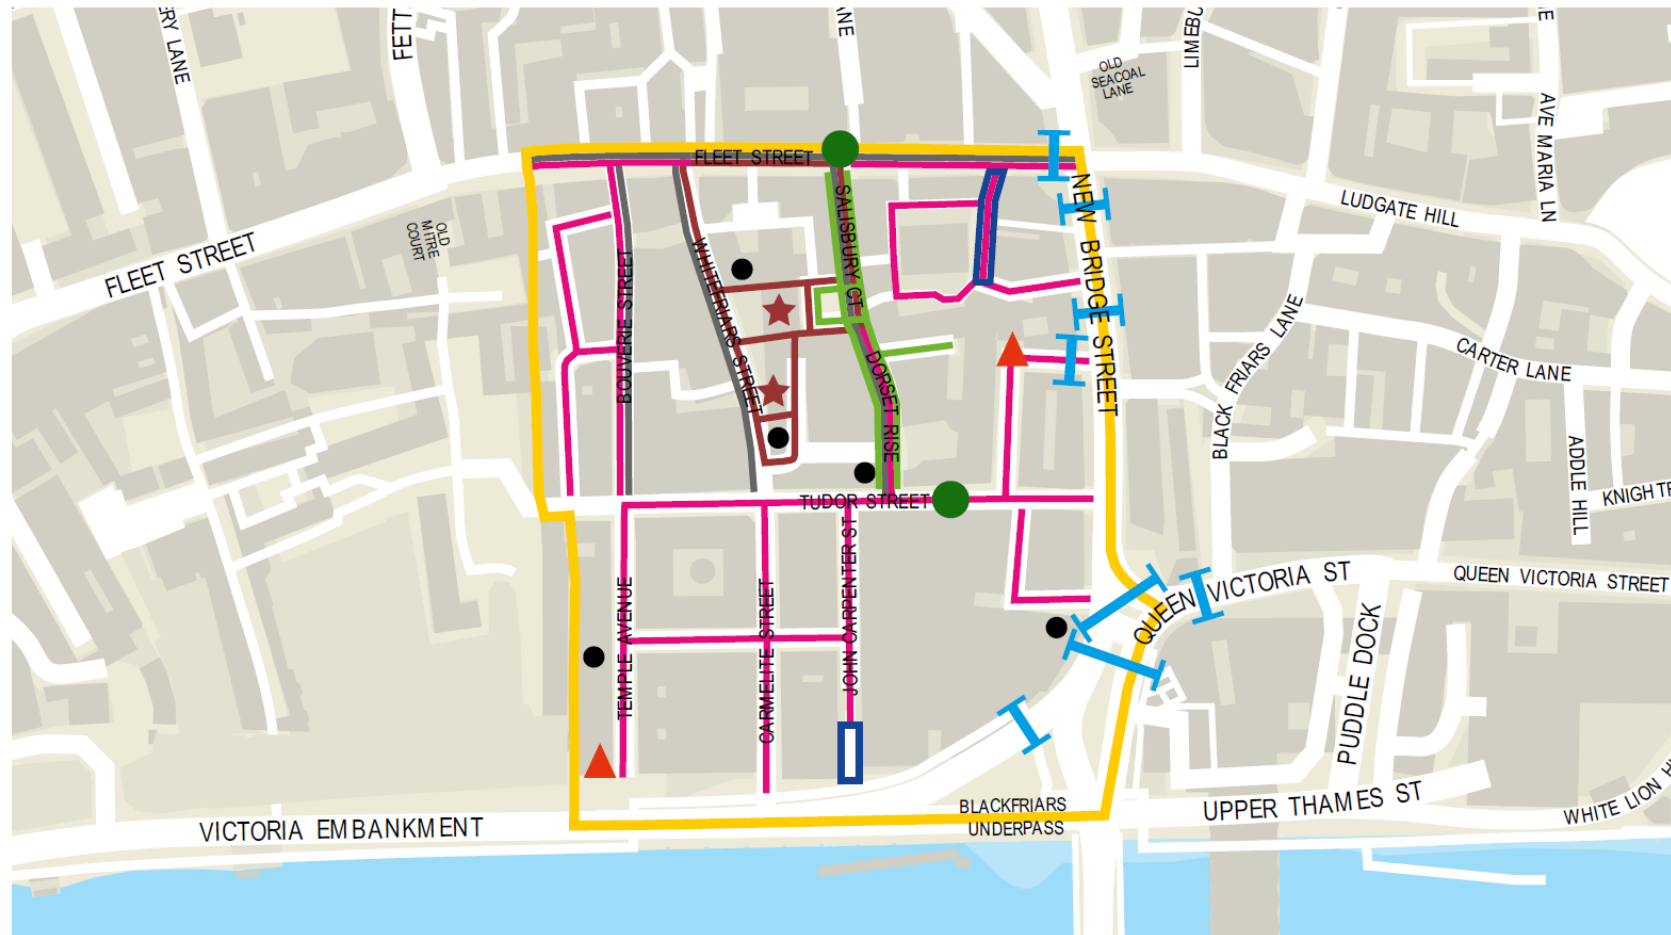 OLD
SEACOAL
LANE
AVE MARIA LN
FLEET STREET
SALISBURY CT
NEW BRIDGE STREET
LUDGATE HILL
OLD
MITRE
COURT
FLEET STREET
BOUVERIE STREET
WHITEFRIARS STREET
DORSET RISE
BLACK FRIARS LANE
CARTER LANE
ADDLE HILL
TUDOR STREET
TEMPLE AVENUE
CARMELITE STREET
JOHN CARPENTER ST
QUEEN VICTORIA ST
QUEEN VICTORIA STREET
PUDDLE DOCK
VICTORIA EMBANKMENT
BLACKFRIARS
UNDERPASS
UPPER THAMES ST